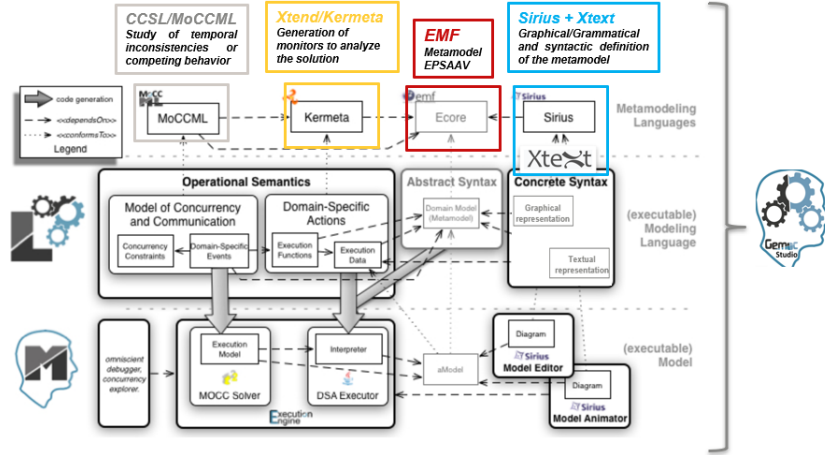 CCSL/MoCCML
Study of temporal
inconsistencies or
competing behavior
Xtend/Kermeta
Generation of
monitors to analyze
the solution
EMF
Metamodel
EPSAAV
Sirius + Xtext
Graphical/Grammatical
and syntactic definition
of the metamodel
code generation
<<dependsOn>>
<<conformsTo>>
Legend
MoCCML
Kermeta
emf
Ecore
Sirius
Sirius
Xtext
Metamodeling
Languages
Operational Semantics
Model of Concurrency
and Communication
Concurrency
Constraints
Domain-Specific
Events
Domain-Specific
Actions
Execution
Functions
Execution
Data
Abstract Syntax
Domain Model
(Metamodel)
Concrete Syntax
Graphical
representation
Textual
representation
(executable)
Modeling
Language
Gemoc
Studio
omniscient
debugger,
concurrency
explorer.
Execution
Model
MOCC Solver
Interpreter
DSA Executor
Execution
Engine
aModel
Diagram
Sirius
Model Editor
Diagram
Sirius
Model Animator
(executable)
Model